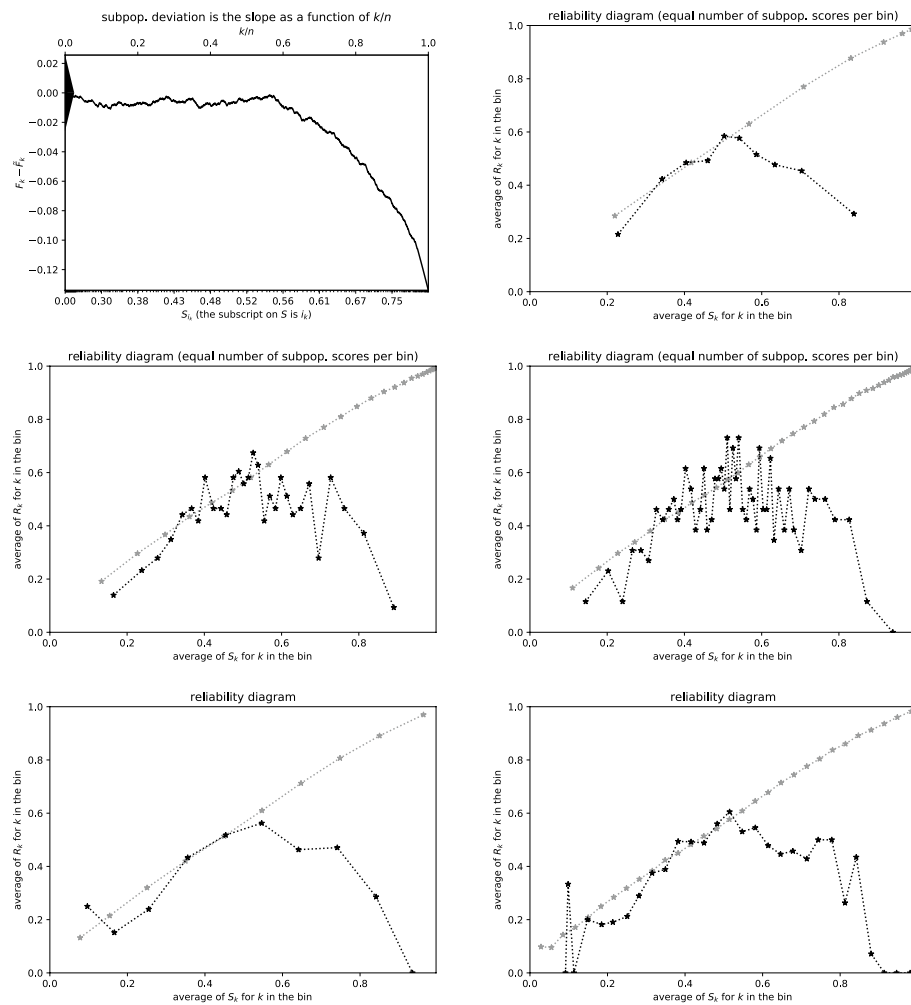 subpop. deviation is the slope as a function of k/n
k/n
0.0 0.2 0.4 0.6 0.8 1.0
0.02
0.00
−0.02
−0.04
−0.06
−0.08
−0.10
−0.12
F_k − F̃_k
0.00 0.30 0.36 0.43 0.48 0.52 0.56 0.61 0.67 0.75
S_{i_k} (the subscript on S is i_k)
reliability diagram (equal number of subpop. scores per bin)
1.0
0.8
0.6
0.4
0.2
0.0
average of R_k for k in the bin
0.0 0.2 0.4 0.6 0.8
average of S_k for k in the bin
reliability diagram (equal number of subpop. scores per bin)
1.0
0.8
0.6
0.4
0.2
0.0
average of R_k for k in the bin
0.0 0.2 0.4 0.6 0.8
average of S_k for k in the bin
reliability diagram (equal number of subpop. scores per bin)
1.0
0.8
0.6
0.4
0.2
0.0
average of R_k for k in the bin
0.0 0.2 0.4 0.6 0.8
average of S_k for k in the bin
reliability diagram
1.0
0.8
0.6
0.4
0.2
0.0
average of R_k for k in the bin
0.0 0.2 0.4 0.6 0.8
average of S_k for k in the bin
reliability diagram
1.0
0.8
0.6
0.4
0.2
0.0
average of R_k for k in the bin
0.0 0.2 0.4 0.6 0.8
average of S_k for k in the bin